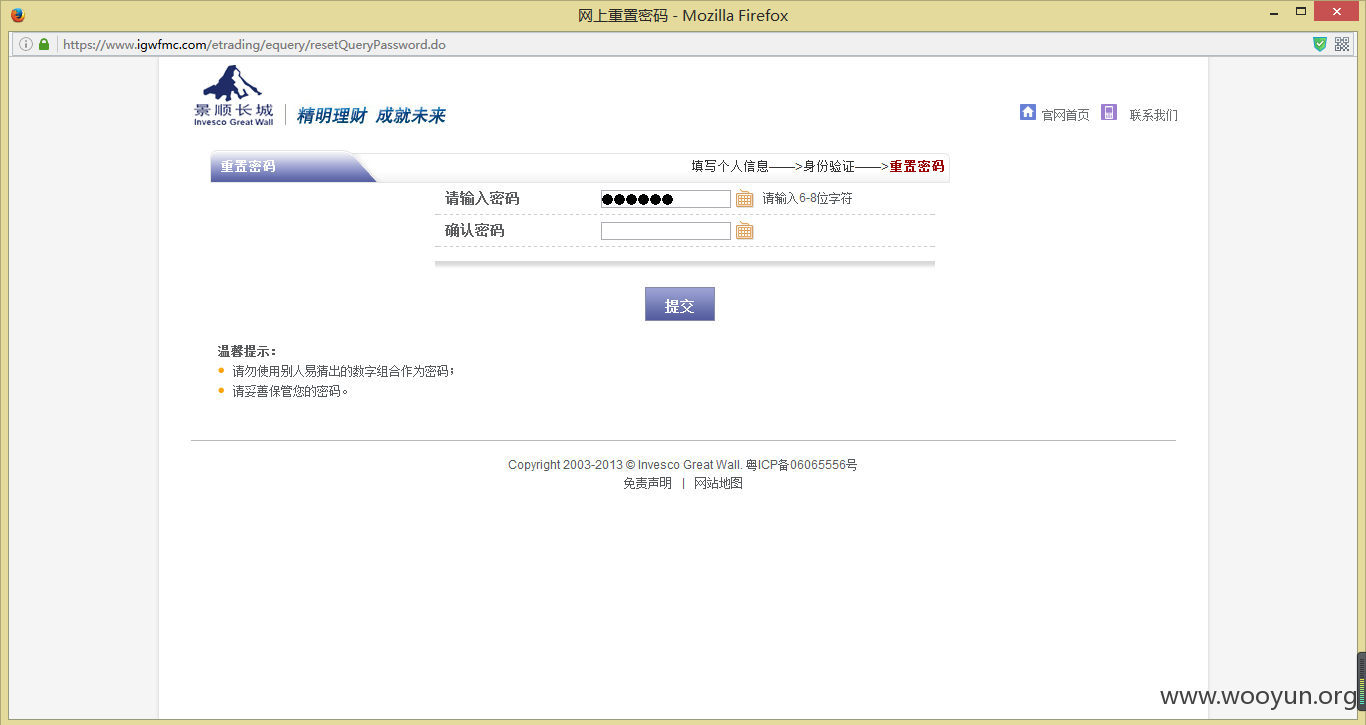 网上重置密码 - Mozilla Firefox
https://www.igwfmc.com/etrading/equery/resetQueryPassword.do
景顺长城
Invesco Great Wall
精明理财 成就未来
官网首页 联系我们
重置密码
填写个人信息——>身份验证——>重置密码
请输入密码 ●●●●●● 请输入6-8位字符
确认密码
提交
温馨提示：
请勿使用别人易猜出的数字组合作为密码；
请妥善保管您的密码。
Copyright 2003-2013 © Invesco Great Wall. 粤ICP备06065556号
免责声明 | 网站地图
www.wooyun.org